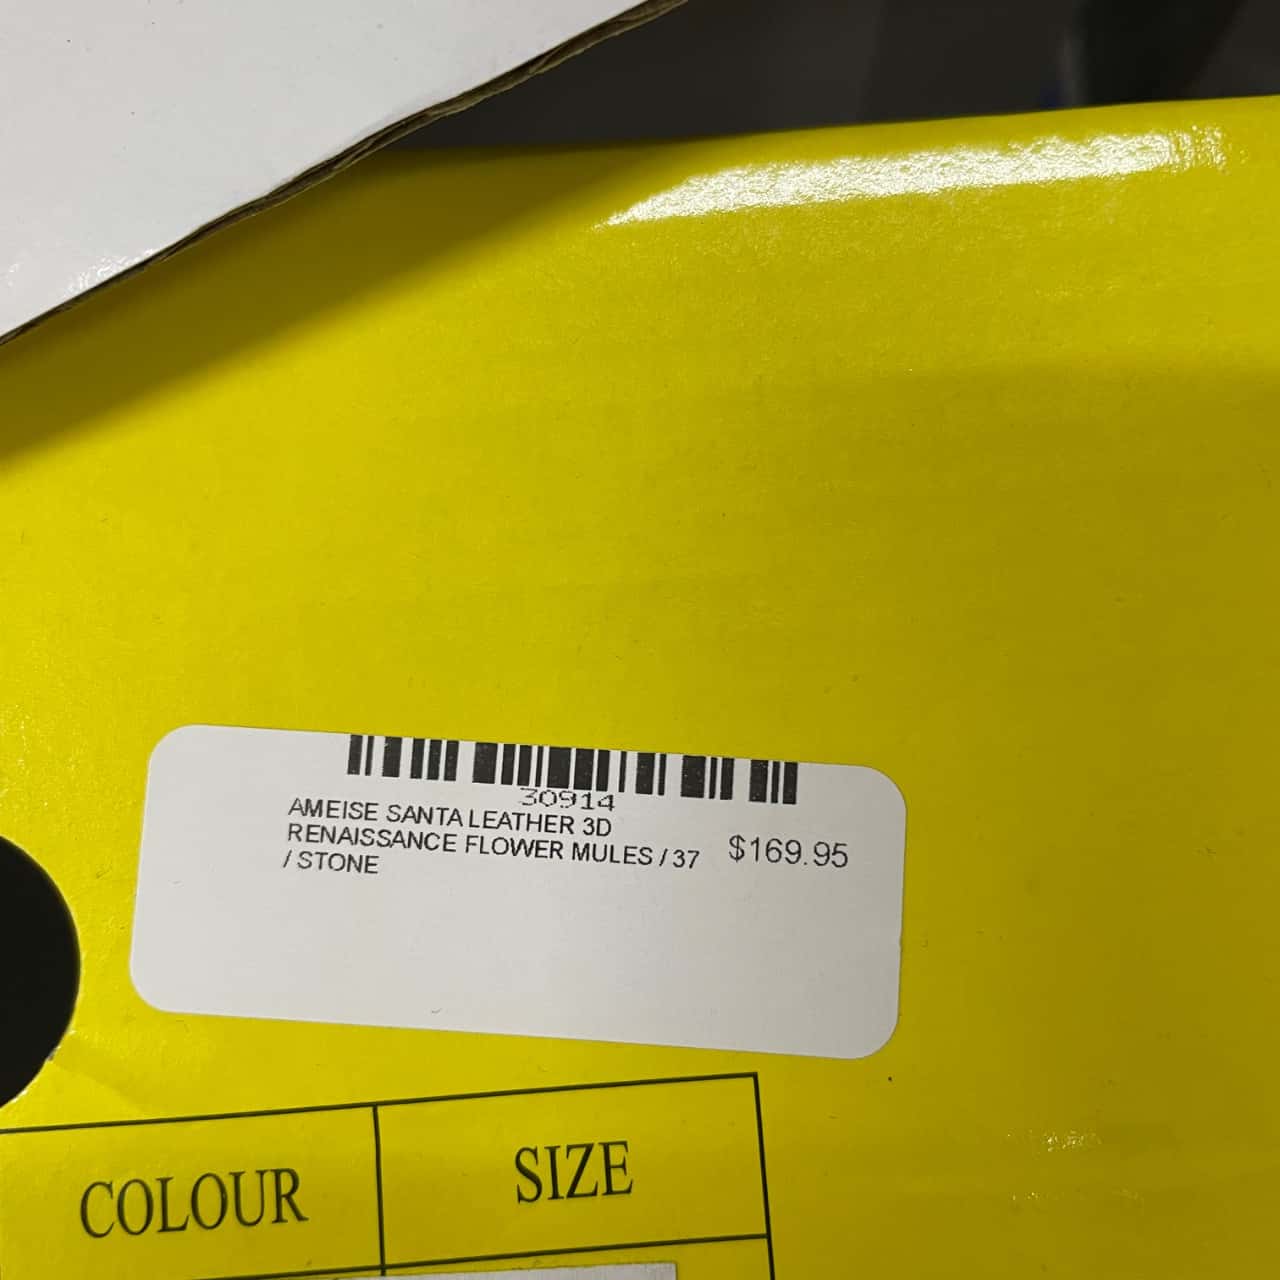 30914
AMEISE SANTA LEATHER 3D
RENAISSANCE FLOWER MULES / 37
/ STONE
$169.95
COLOUR
SIZE